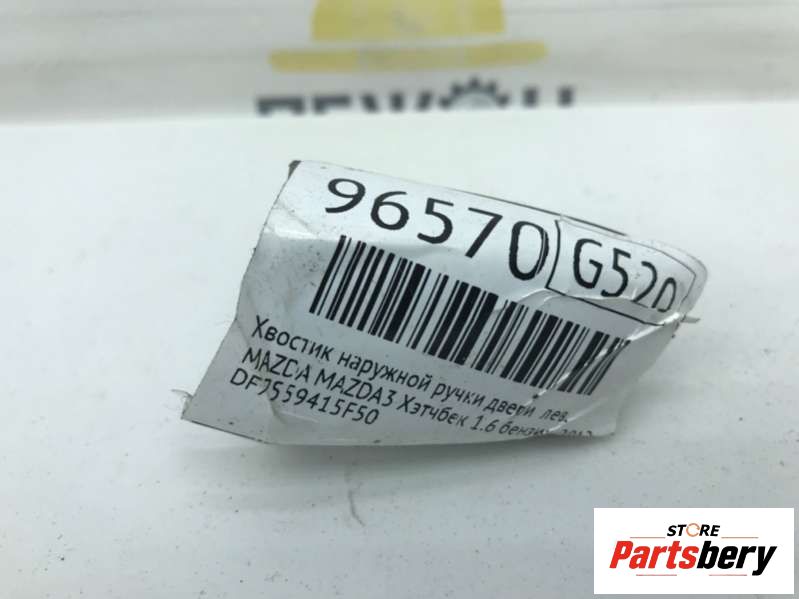 96570 G520
Хвостик наружной ручки двери лев.
MAZDA MAZDA3 Хэтчбек 1.6 бензин
DF7559415F50
STORE
Partsbery